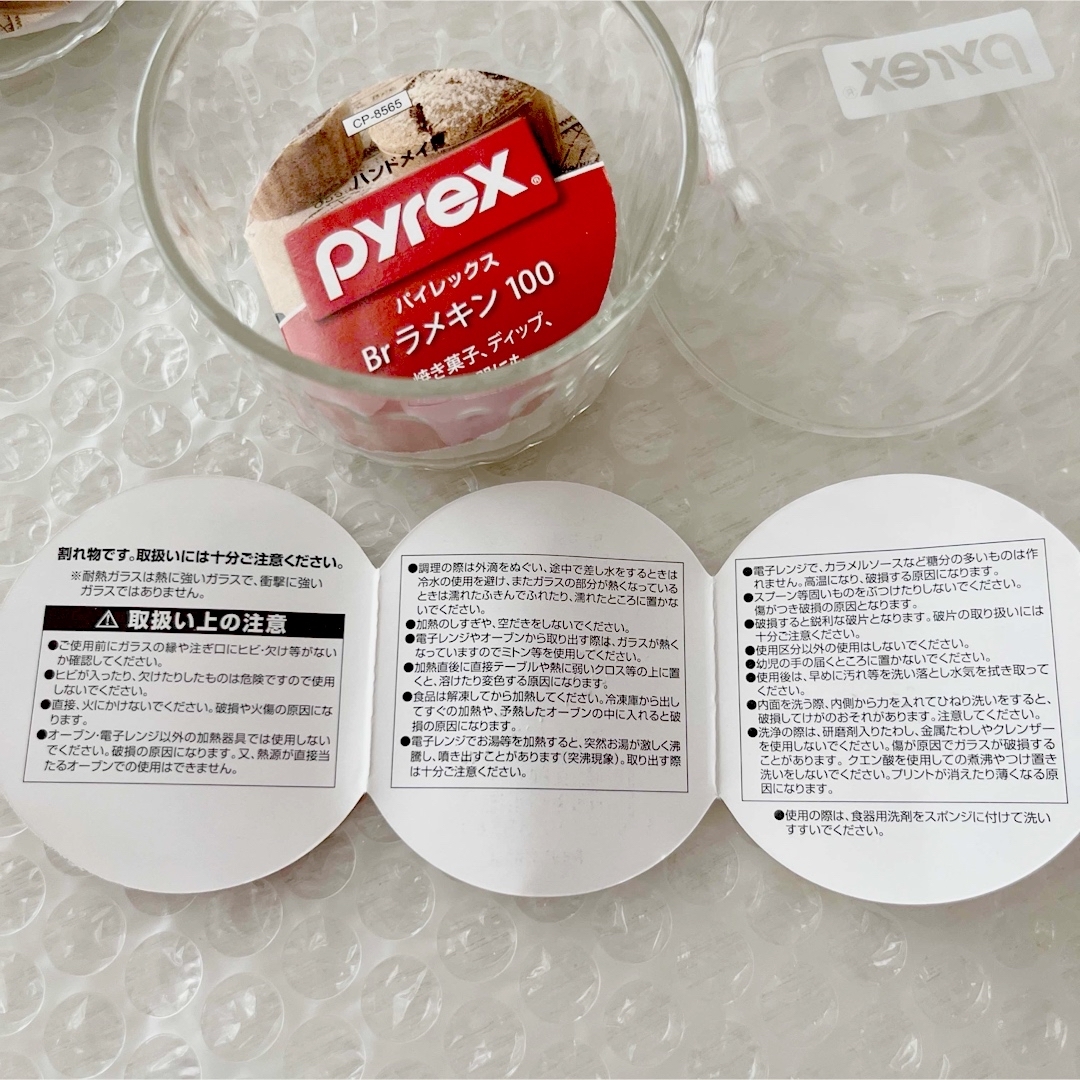 CP-8565
ハンドメイド
pyrex®
パイレックス
Br ラメキン 100
焼き菓子、ディップ、
pyrex
割れ物です。取扱いには十分ご注意ください。
※耐熱ガラスは熱に強いガラスで、衝撃に強い
ガラスではありません。
⚠ 取扱い上の注意
●ご使用前にガラスの縁や注ぎ口にヒビ・欠け等がない
か確認してください。
●ヒビが入ったり、欠けたりしたものは危険ですので使用
しないでください。
●直接、火にかけないでください。破損や火傷の原因にな
ります。
●オーブン・電子レンジ以外の加熱器具では使用しない
でください。破損の原因になります。又、熱源が直接当
たるオーブンでの使用はできません。
●調理の際は外滴をぬぐい、途中で差し水をするときは
冷水の使用を避け、またガラスの部分が熱くなっている
ときは濡れたふきんでふれたり、濡れたところに置かな
いでください。
●加熱のしすぎや、空だきをしないでください。
●電子レンジやオーブンから取り出す際は、ガラスが熱く
なっていますのでミトン等を使用してください。
●加熱直後に直接テーブルや熱に弱いクロス等の上に置
くと、溶けたり変色する原因になります。
●食品は解凍してから加熱してください。冷凍庫から出し
てすぐの加熱や、予熱したオーブンの中に入れると破
損の原因になります。
●電子レンジでお湯等を加熱すると、突然お湯が激しく沸
騰し、噴き出すことがあります（突沸現象）。取り出す際
は十分ご注意ください。
●電子レンジで、カラメルソースなど糖分の多いものは作
れません。高温になり、破損する原因になります。
●スプーン等固いものをぶつけたりしないでください。
傷がつき破損の原因となります。
●破損すると鋭利な破片となります。破片の取り扱いには
十分ご注意ください。
●使用区分以外の使用はしないでください。
●幼児の手の届くところに置かないでください。
●使用後は、早めに汚れ等を洗い落とし水気を拭き取って
ください。
●内面を洗う際、内側から力を入れてひねり洗いをすると、
破損してけがのおそれがあります。注意してください。
●洗浄の際は、研磨剤入りたわし、金属たわしやクレンザー
を使用しないでください。傷が原因でガラスが破損する
ことがあります。クエン酸を使用しての煮沸やつけ置き
洗いをしないでください。プリントが消えたり薄くなる原
因になります。
●使用の際は、食器用洗剤をスポンジに付けて洗い
すすいでください。